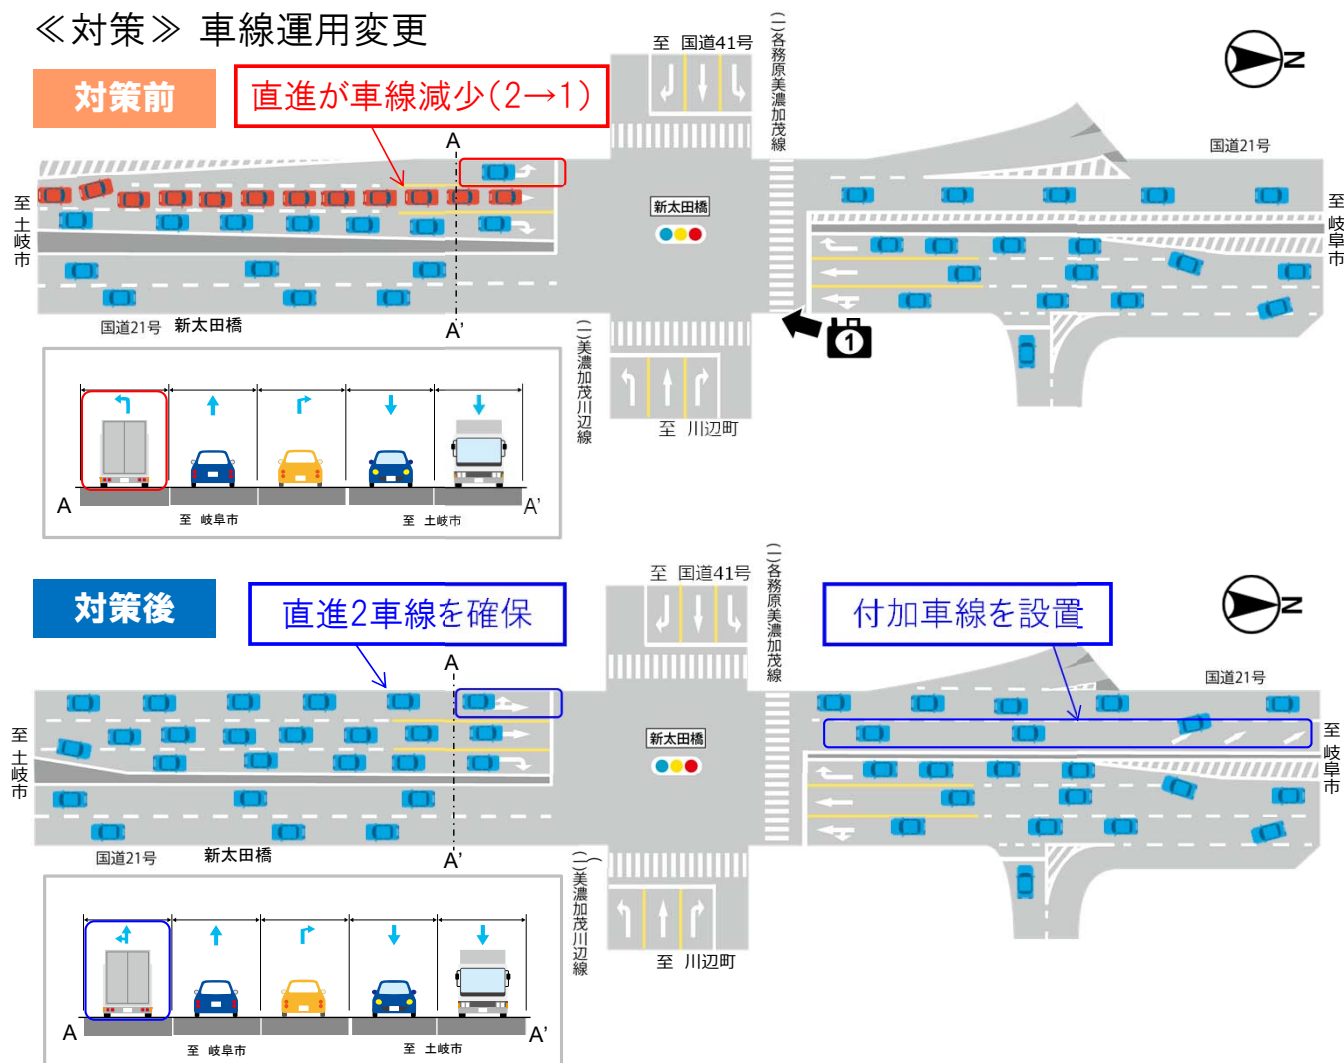 ≪対策≫ 車線運用変更
対策前
直進が車線減少(2→1)
至 国道41号
(一)各務原美濃加茂線
N
国道21号
A
至 土岐市
新太田橋
至 岐阜市
国道21号 新太田橋
A'
(一)美濃加茂川辺線
1
至 川辺町
A
A'
至 岐阜市
至 土岐市
対策後
直進2車線を確保
至 国道41号
(一)各務原美濃加茂線
付加車線を設置
N
国道21号
A
至 土岐市
新太田橋
至 岐阜市
国道21号 新太田橋
A'
(一)美濃加茂川辺線
至 川辺町
A
A'
至 岐阜市
至 土岐市